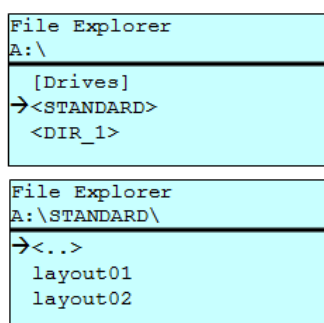 File Explorer
A:\
[Drives]
→<STANDARD>
<DIR_1>
File Explorer
A:\STANDARD\
→<..>
layout01
layout02